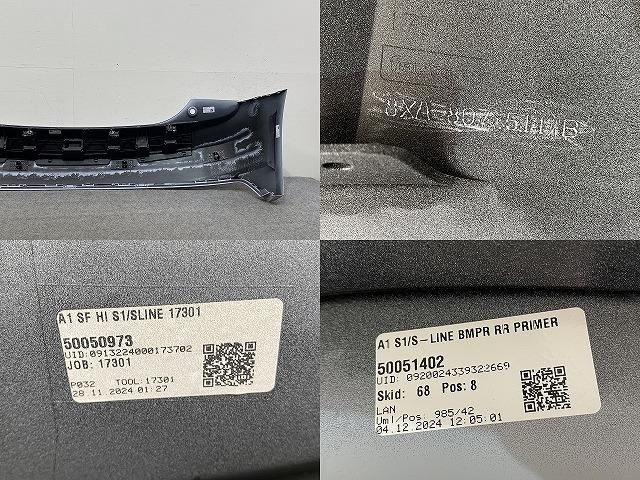 A1 SF HI S1/SLINE 17301
50050973
UID:0913224000173702
JOB: 17301
P032 TOOL:17301
28.11.2024 01:27
A1 S1/S-LINE BMPR RR PRIMER
50051402
UID: 0920024339322669
Skid: 68 Pos: 8
LAN
Uml/Pos: 985/42
04.12.2024 12:05:01